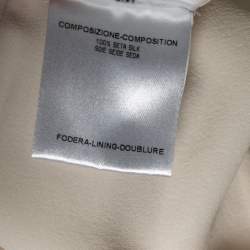 COMPOSIZIONE-COMPOSITION
100% SETA SILK
SOIE SEIDE SEDA
FODERA-LINING-DOUBLURE